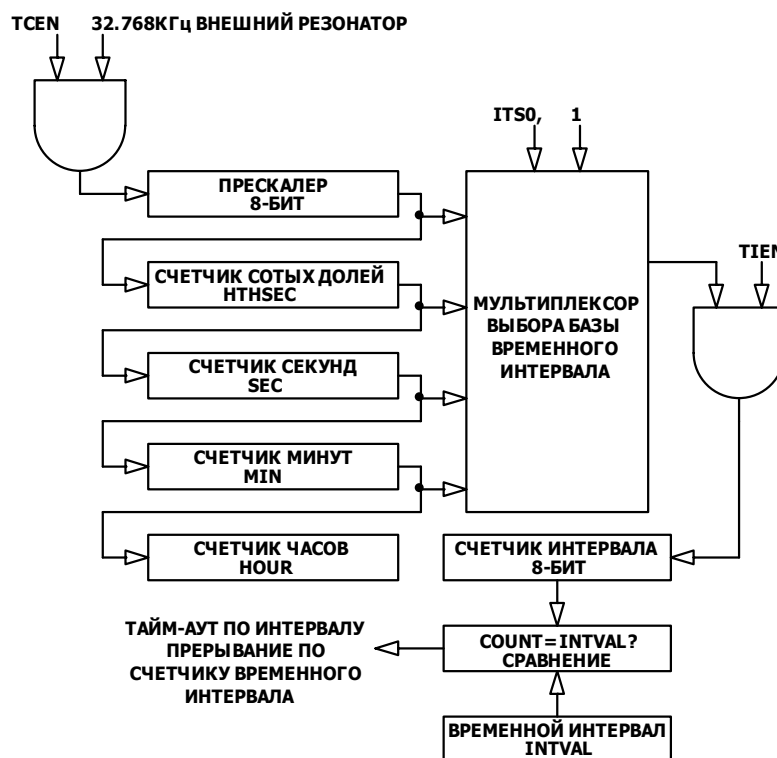 TCEN 32.768КГц ВНЕШНИЙ РЕЗОНАТОР
ITS0, 1
ПРЕСКАЛЕР
8-БИТ
TIEN
СЧЕТЧИК СОТЫХ ДОЛЕЙ
HTHSEC
МУЛЬТИПЛЕКСОР
ВЫБОРА БАЗЫ
ВРЕМЕННОГО
ИНТЕРВАЛА
СЧЕТЧИК СЕКУНД
SEC
СЧЕТЧИК МИНУТ
MIN
СЧЕТЧИК ЧАСОВ
HOUR
СЧЕТЧИК ИНТЕРВАЛА
8-БИТ
ТАЙМ-АУТ ПО ИНТЕРВАЛУ
ПРЕРЫВАНИЕ ПО
СЧЕТЧИКУ ВРЕМЕННОГО
ИНТЕРВАЛА
COUNT=INTVAL?
СРАВНЕНИЕ
ВРЕМЕННОЙ ИНТЕРВАЛ
INTVAL